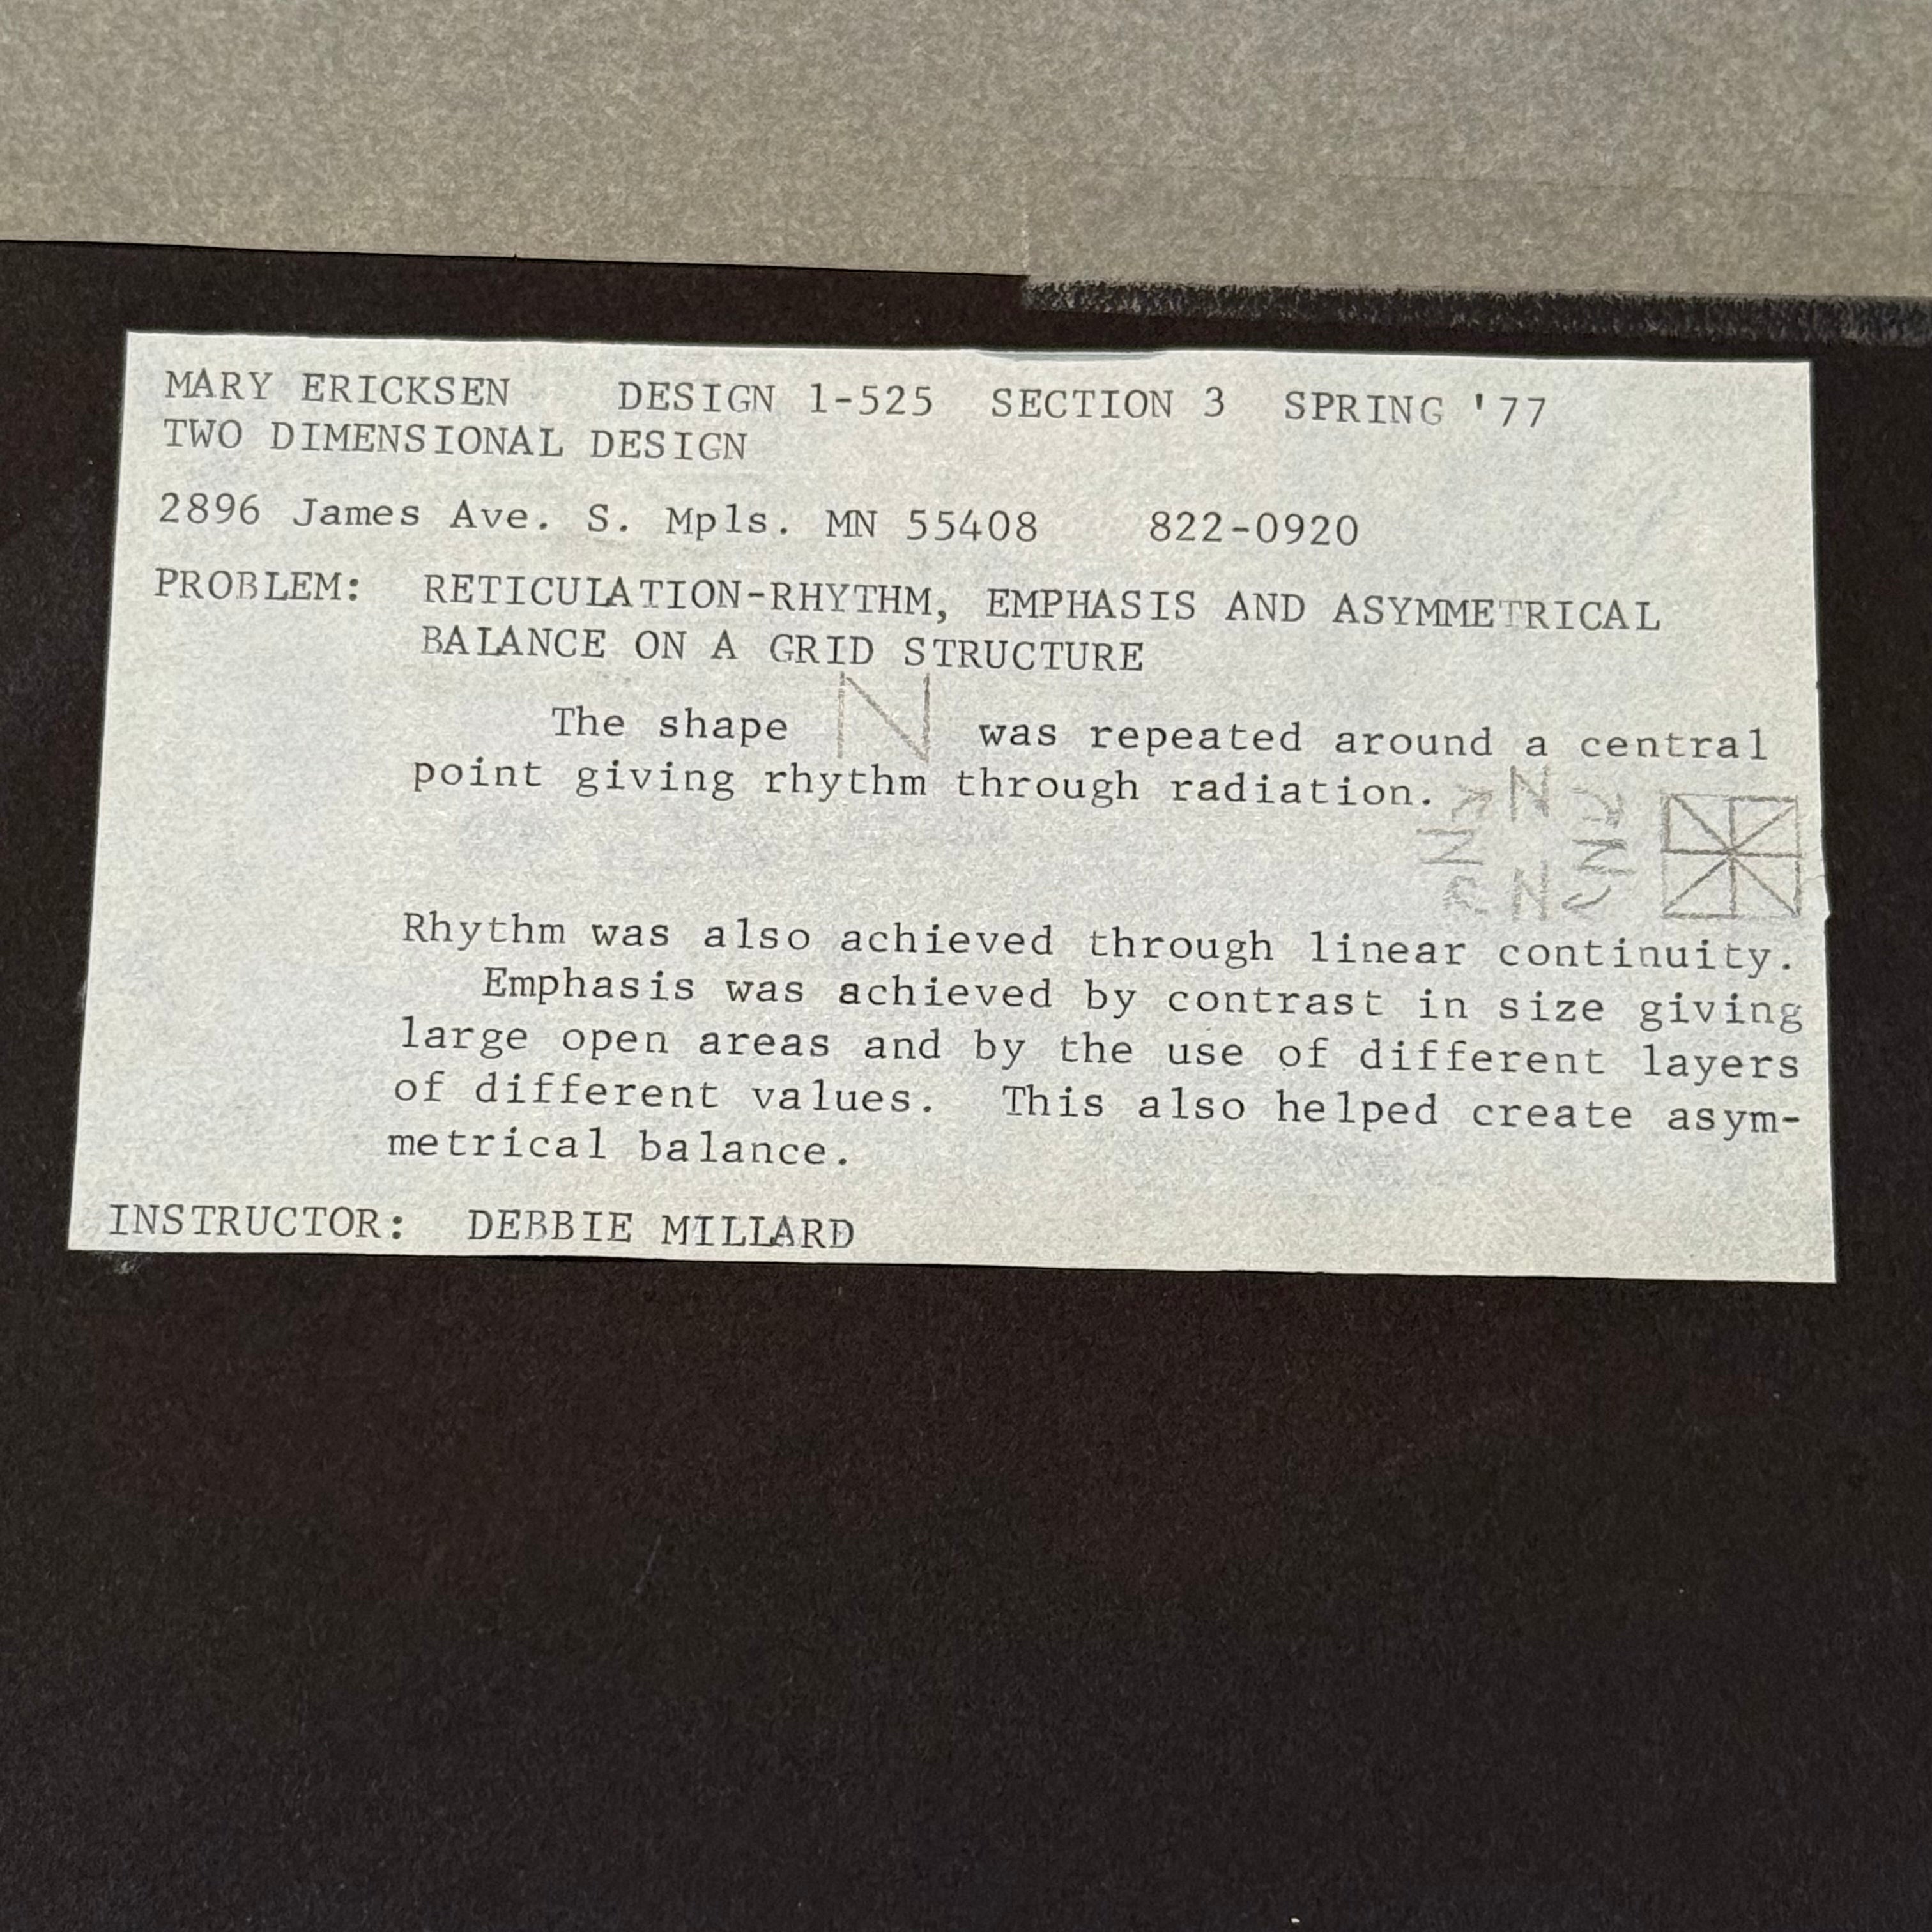 MARY ERICKSEN DESIGN 1-525 SECTION 3 SPRING '77
TWO DIMENSIONAL DESIGN
2896 James Ave. S. Mpls. MN 55408 822-0920
PROBLEM: RETICULATION-RHYTHM, EMPHASIS AND ASYMMETRICAL
BALANCE ON A GRID STRUCTURE
The shape N was repeated around a central
point giving rhythm through radiation.
Rhythm was also achieved through linear continuity.
Emphasis was achieved by contrast in size giving
large open areas and by the use of different layers
of different values. This also helped create asym-
metrical balance.
INSTRUCTOR: DEBBIE MILLARD